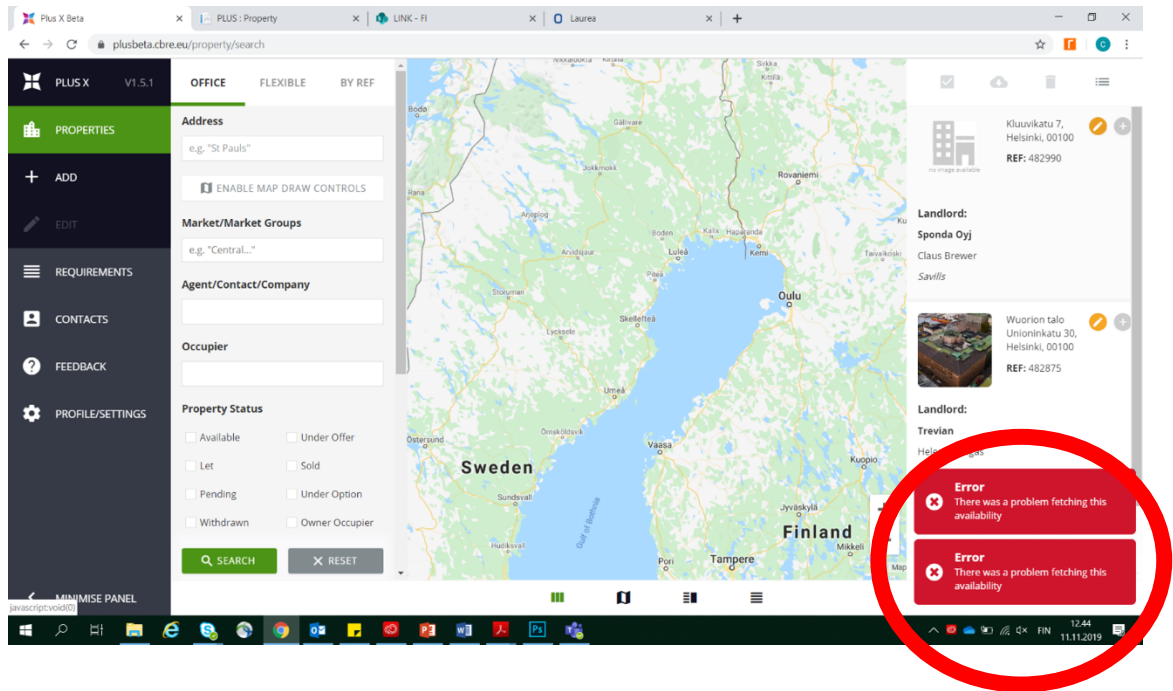 Plus X Beta
PLUS : Property
LINK - FI
Laurea
plusbeta.cbre.eu/property/search
PLUS X V1.5.1
PROPERTIES
ADD
EDIT
REQUIREMENTS
CONTACTS
FEEDBACK
PROFILE/SETTINGS
MINIMISE PANEL
javascript:void(0)
OFFICE FLEXIBLE BY REF
Address
e.g. "St Pauls"
ENABLE MAP DRAW CONTROLS
Market/Market Groups
e.g. "Central..."
Agent/Contact/Company
Occupier
Property Status
Available Under Offer
Let Sold
Pending Under Option
Withdrawn Owner Occupier
SEARCH RESET
Sirkka
Kittilä
Bodø
Gällivare
Jokkmokk
Rovaniemi
Rana
Arjeplog
Boden Kalix Haparanda
Ku
Arvidsjaur
Luleå
Kemi
Taivalkoski
Piteå
Storuman
Oulu
Skellefteå
Lycksele
Umeå
Örnsköldsvik
Östersund
Vaasa
Kuopio
Sweden
Sundsvall
Gulf of Bothnia
Jyväskylä
Finland
Mikkeli
Hudiksvall
Pori
Tampere
Map
no image available
Kluuvikatu 7,
Helsinki, 00100
REF: 482990
Landlord:
Sponda Oyj
Claus Brewer
Savills
Wuorion talo
Unioninkatu 30,
Helsinki, 00100
REF: 482875
Landlord:
Trevian
Error
There was a problem fetching this
availability
Error
There was a problem fetching this
availability
FIN
12.44
11.11.2019